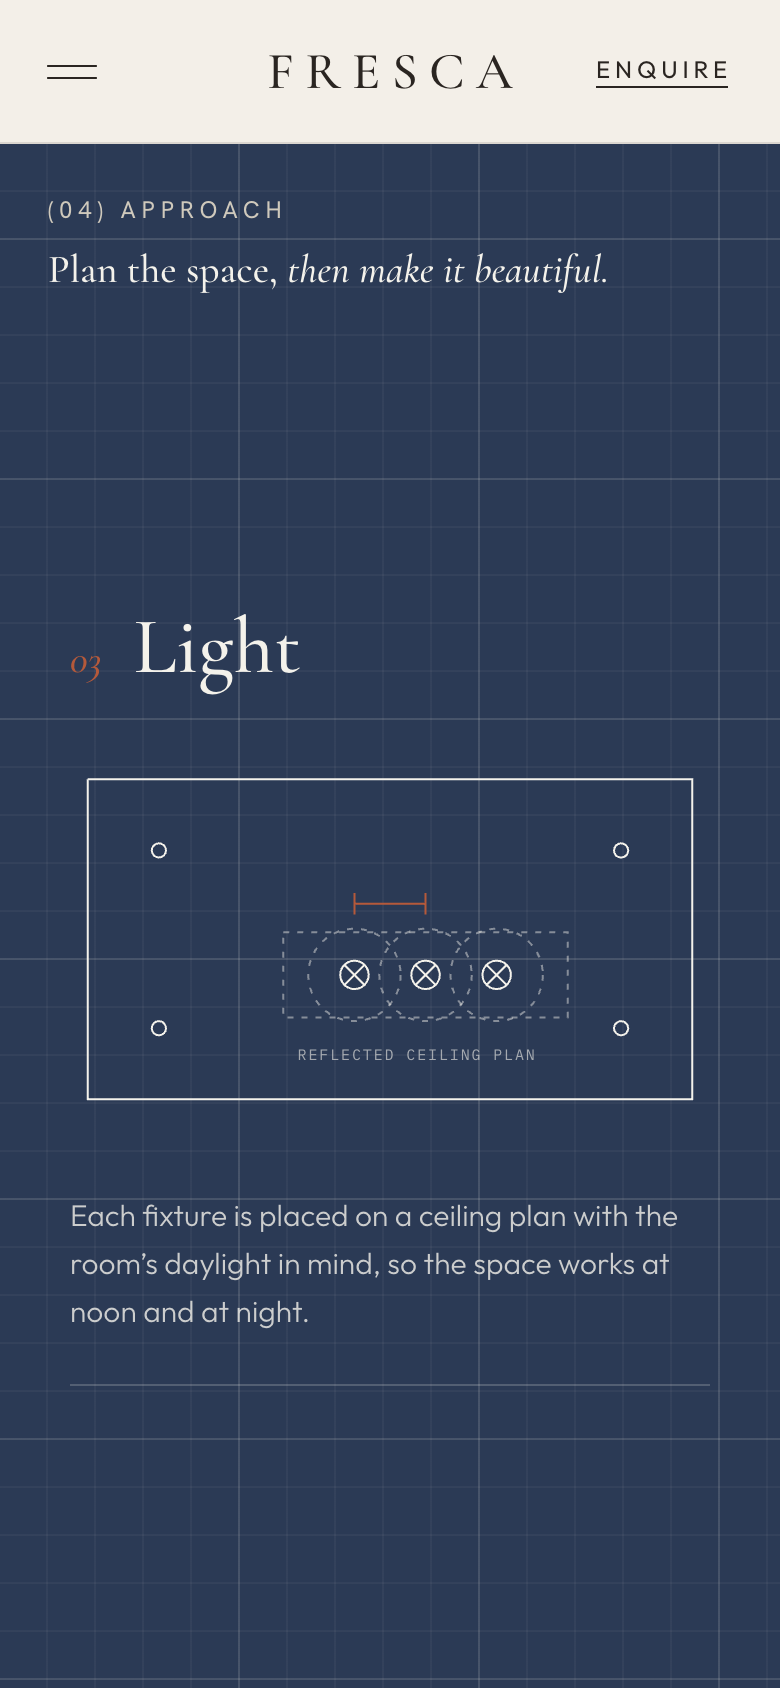 FRESCA
ENQUIRE
(04) APPROACH
Plan the space, then make it beautiful.
03 Light
REFLECTED CEILING PLAN
Each fixture is placed on a ceiling plan with the
room’s daylight in mind, so the space works at
noon and at night.